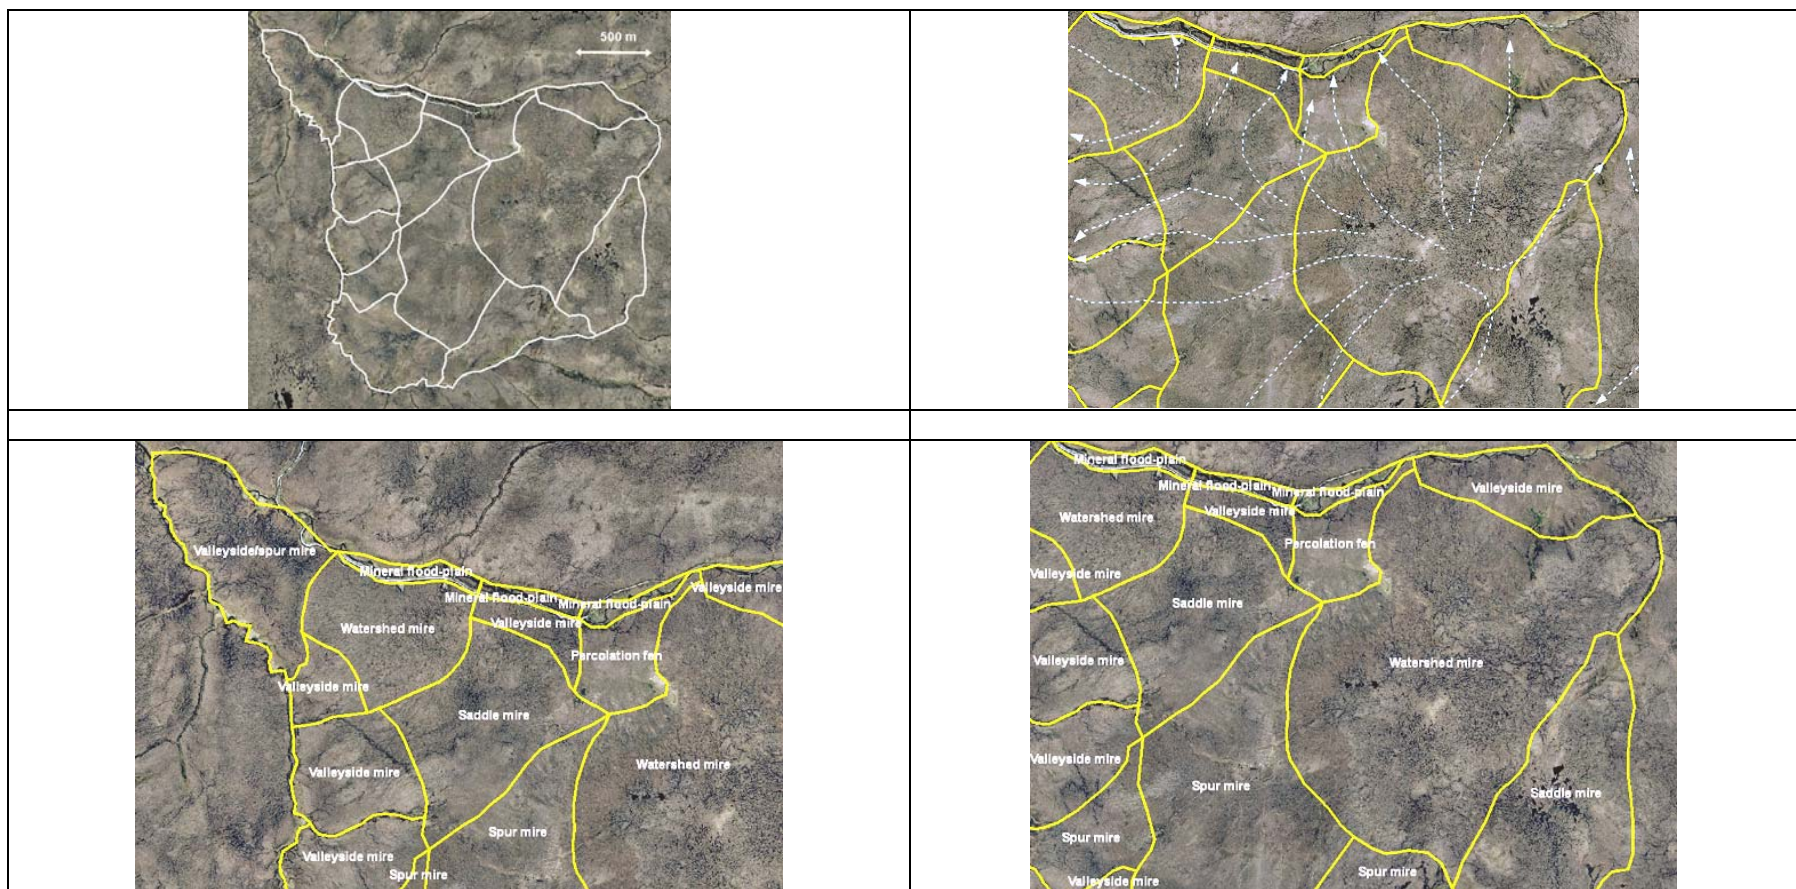 500 m
Valleyside/spur mire
Mineral flood-plain
Mineral flood-plain
Mineral flood-plain
Valleyside mire
Valleyside mire
Watershed mire
Percolation fen
Valleyside mire
Saddle mire
Watershed mire
Valleyside mire
Spur mire
Valleyside mire
Spur mire
Mineral flood-plain
Mineral flood-plain
Mineral flood-plain
Valleyside mire
Valleyside mire
Watershed mire
Percolation fen
Valleyside mire
Saddle mire
Valleyside mire
Watershed mire
Valleyside mire
Spur mire
Saddle mire
Spur mire
Spur mire
Valleyside mire